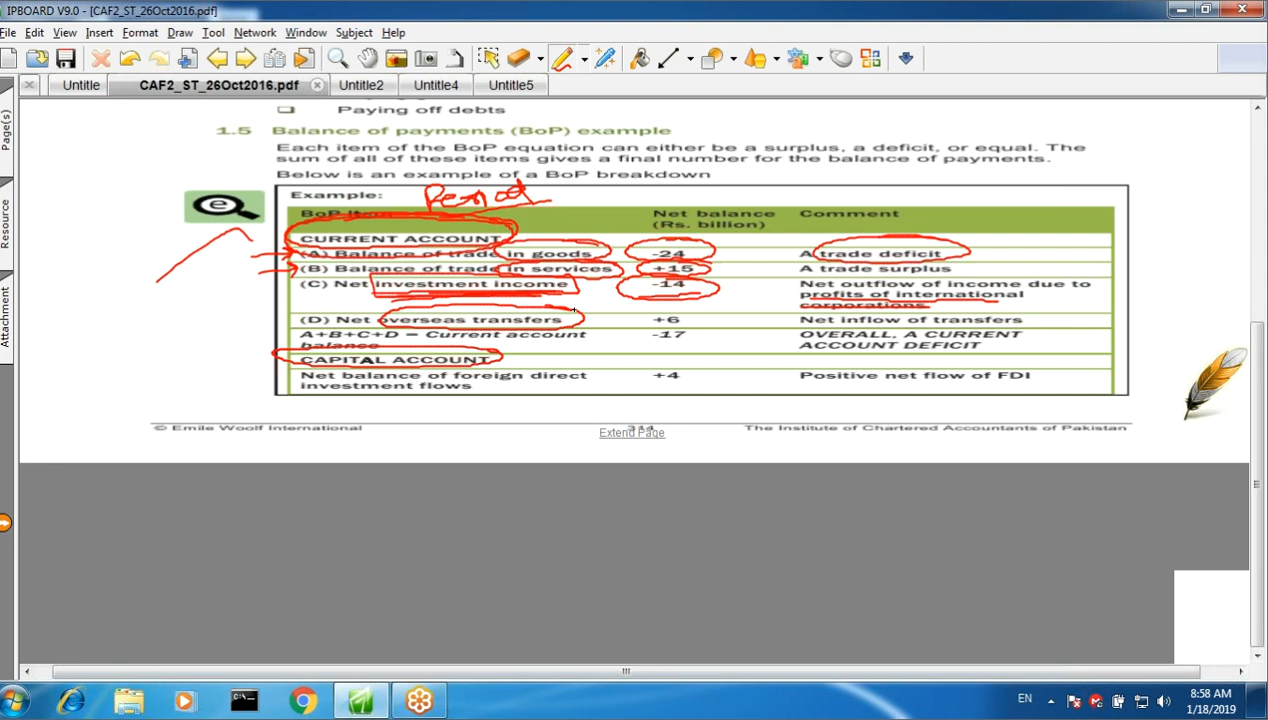 IPBOARD V9.0 - [CAF2_ST_26Oct2016.pdf]
File Edit View Insert Format Draw Tool Network Window Subject Help
Untitle CAF2_ST_26Oct2016.pdf Untitle2 Untitle4 Untitle5
Page(s)
Resource
Attachment
Paying off debts
1.5 Balance of payments (BoP) example
Each item of the BoP equation can either be a surplus, a deficit, or equal. The
sum of all of these items gives a final number for the balance of payments.
Below is an example of a BoP breakdown
Example:
Period
BoP Item Net balance Comment
(Rs. billion)
CURRENT ACCOUNT
(A) Balance of trade in goods -24 A trade deficit
(B) Balance of trade in services +15 A trade surplus
(C) Net investment income -14 Net outflow of income due to
profits of international
corporations
(D) Net overseas transfers +6 Net inflow of transfers
A+B+C+D = Current account -17 OVERALL, A CURRENT
balance ACCOUNT DEFICIT
CAPITAL ACCOUNT
Net balance of foreign direct +4 Positive net flow of FDI
investment flows
© Emile Woolf International 314 The Institute of Chartered Accountants of Pakistan
Extend Page
EN 8:58 AM
1/18/2019